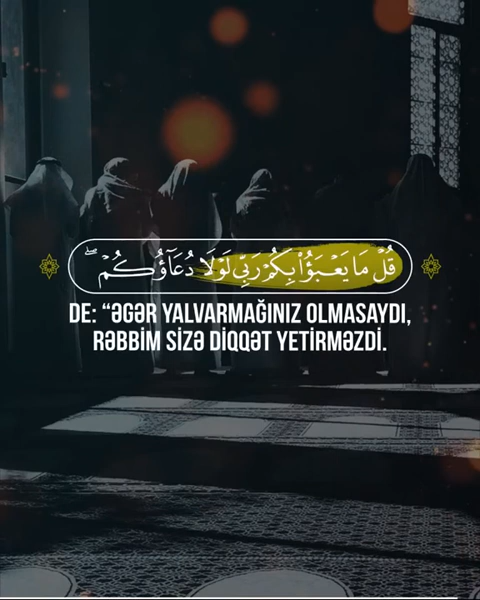 قُلْ مَا يَعْبَؤُا۟ بِكُمْ رَبِّى لَوْلَا دُعَآؤُكُمْ ۖ
DE: “ƏGƏR YALVARMAĞINIZ OLMASAYDI,
RƏBBİM SİZƏ DİQQƏT YETİRMƏZDİ.